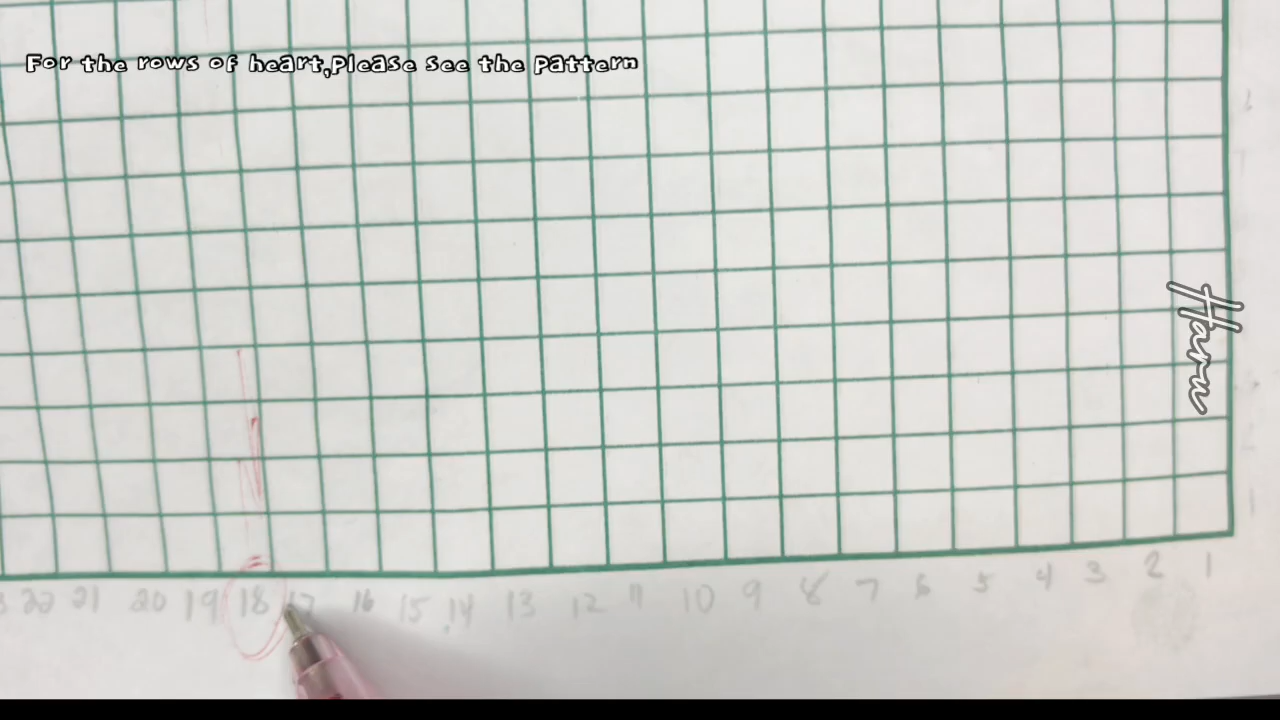 For the rows of heart,Please see the pattern
Haru
22 21 20 19 18 17 16 15 14 13 12 11 10 9 8 7 6 5 4 3 2 1